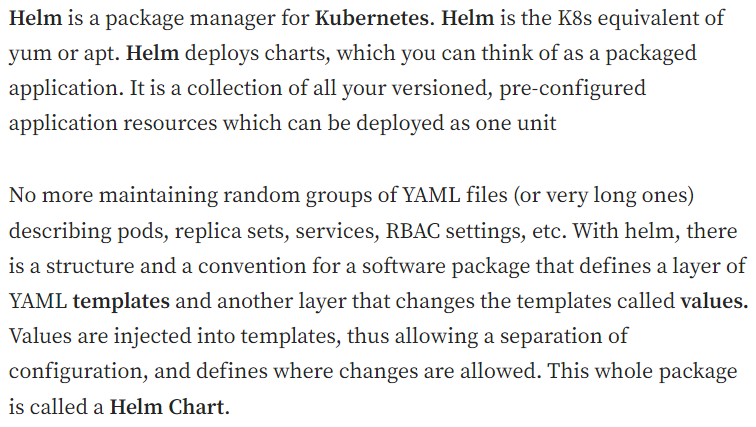 Helm is a package manager for Kubernetes. Helm is the K8s equivalent of
yum or apt. Helm deploys charts, which you can think of as a packaged
application. It is a collection of all your versioned, pre-configured
application resources which can be deployed as one unit
No more maintaining random groups of YAML files (or very long ones)
describing pods, replica sets, services, RBAC settings, etc. With helm, there
is a structure and a convention for a software package that defines a layer of
YAML templates and another layer that changes the templates called values.
Values are injected into templates, thus allowing a separation of
configuration, and defines where changes are allowed. This whole package
is called a Helm Chart.